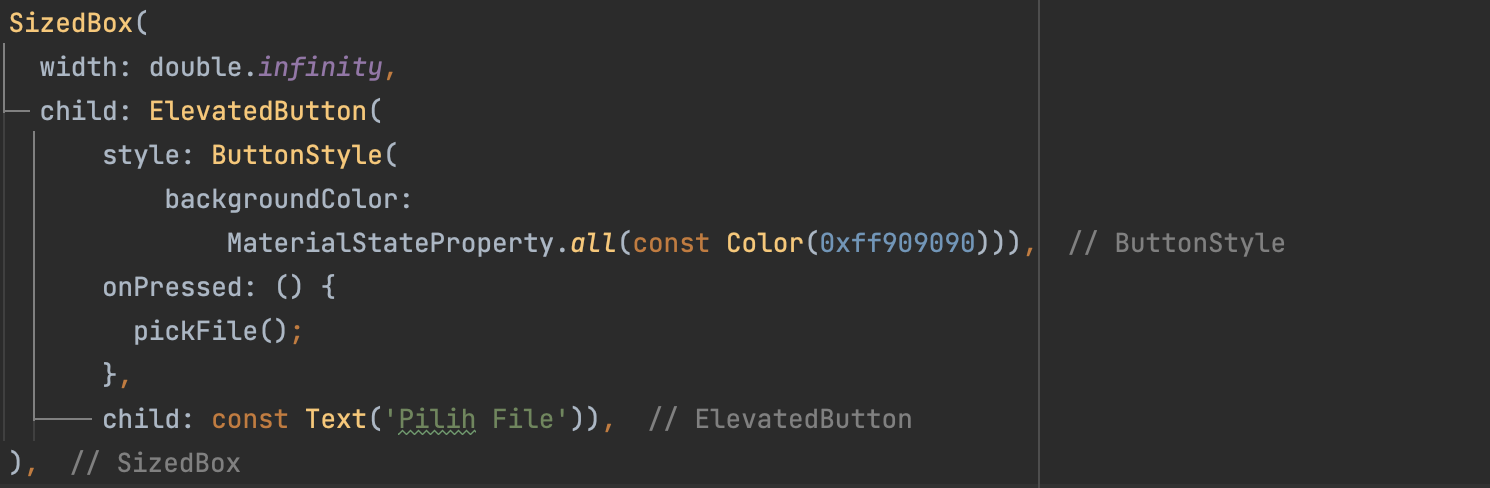 SizedBox(
  width: double.infinity,
  child: ElevatedButton(
      style: ButtonStyle(
          backgroundColor:
              MaterialStateProperty.all(const Color(0xff909090))),  // ButtonStyle
      onPressed: () {
        pickFile();
      },
      child: const Text('Pilih File')),  // ElevatedButton
),  // SizedBox